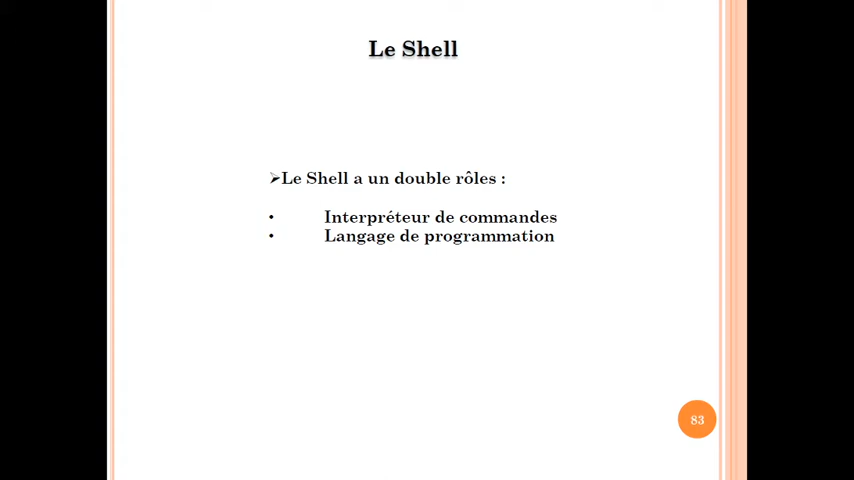 Le Shell
➢Le Shell a un double rôles :
• Interpréteur de commandes
• Langage de programmation
83